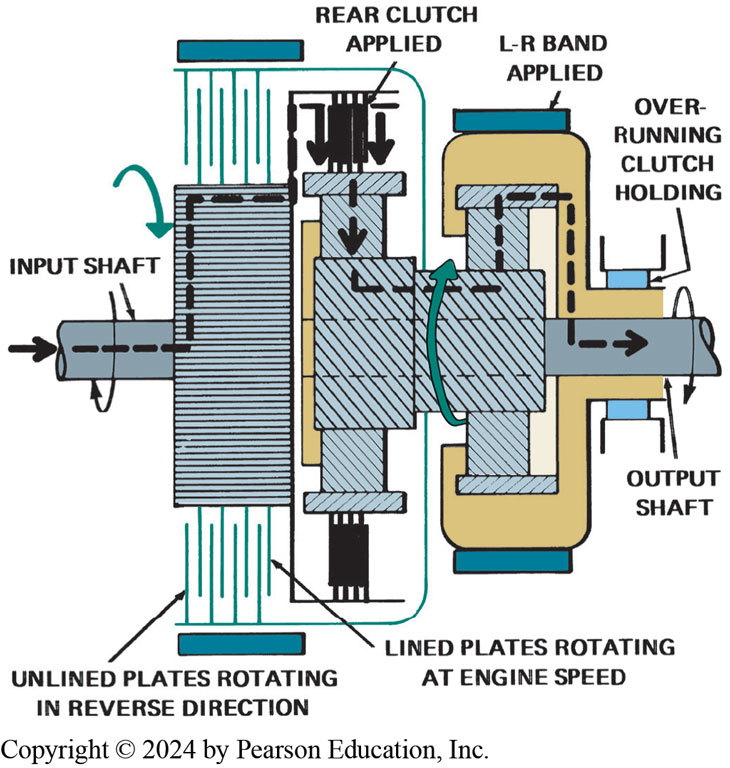 REAR CLUTCH
APPLIED
L-R BAND
APPLIED
OVER-
RUNNING
CLUTCH
HOLDING
INPUT SHAFT
OUTPUT
SHAFT
LINED PLATES ROTATING
AT ENGINE SPEED
UNLINED PLATES ROTATING
IN REVERSE DIRECTION
Copyright © 2024 by Pearson Education, Inc.